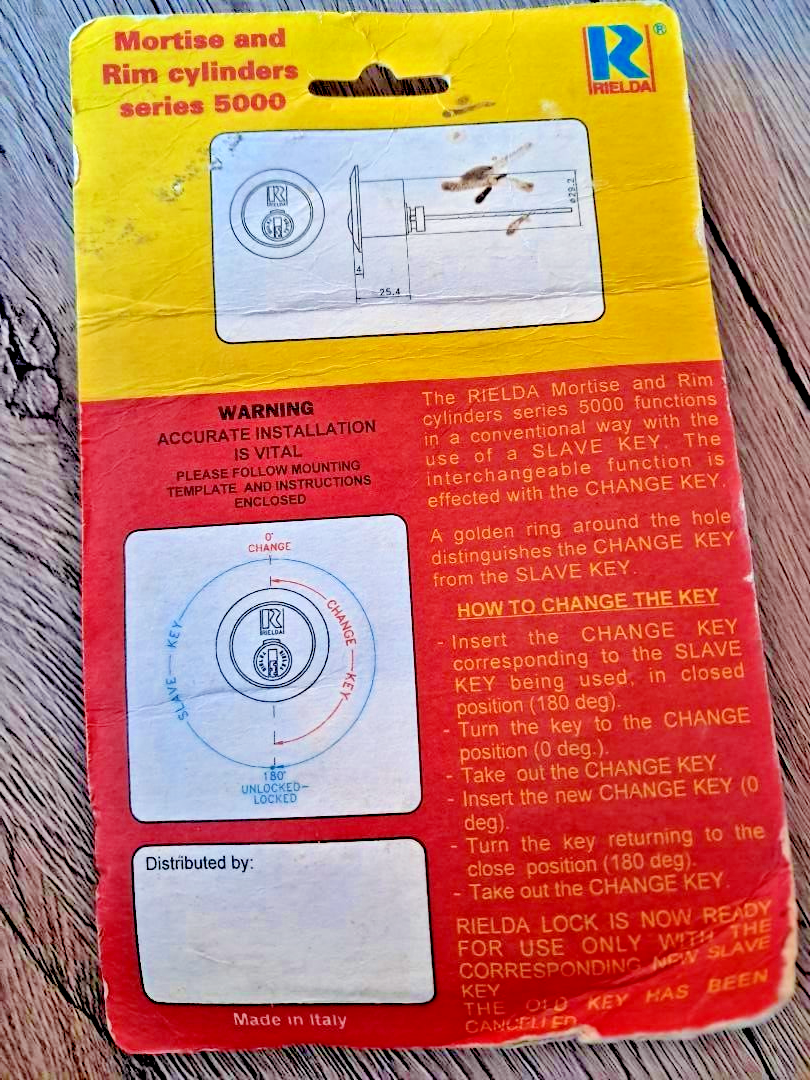 Mortise and
Rim cylinders
series 5000
R®
RIELDA
R
RIELDA
4
25.4
ø29.2
WARNING
ACCURATE INSTALLATION
IS VITAL
PLEASE FOLLOW MOUNTING
TEMPLATE AND INSTRUCTIONS
ENCLOSED
0°
CHANGE
CHANGE KEY
SLAVE KEY
R
RIELDA
180°
UNLOCKED-
LOCKED
Distributed by:
Made in Italy
The RIELDA Mortise and Rim
cylinders series 5000 functions
in a conventional way with the
use of a SLAVE KEY. The
interchangeable function is
effected with the CHANGE KEY.
A golden ring around the hole
distinguishes the CHANGE KEY
from the SLAVE KEY.
HOW TO CHANGE THE KEY
- Insert the CHANGE KEY
corresponding to the SLAVE
KEY being used, in closed
position (180 deg).
- Turn the key to the CHANGE
position (0 deg.).
- Take out the CHANGE KEY.
- Insert the new CHANGE KEY (0
deg).
- Turn the key returning to the
close position (180 deg).
- Take out the CHANGE KEY.
RIELDA LOCK IS NOW READY
FOR USE ONLY WITH THE
CORRESPONDING NEW SLAVE
KEY
THE OLD KEY HAS BEEN
CANCELLED